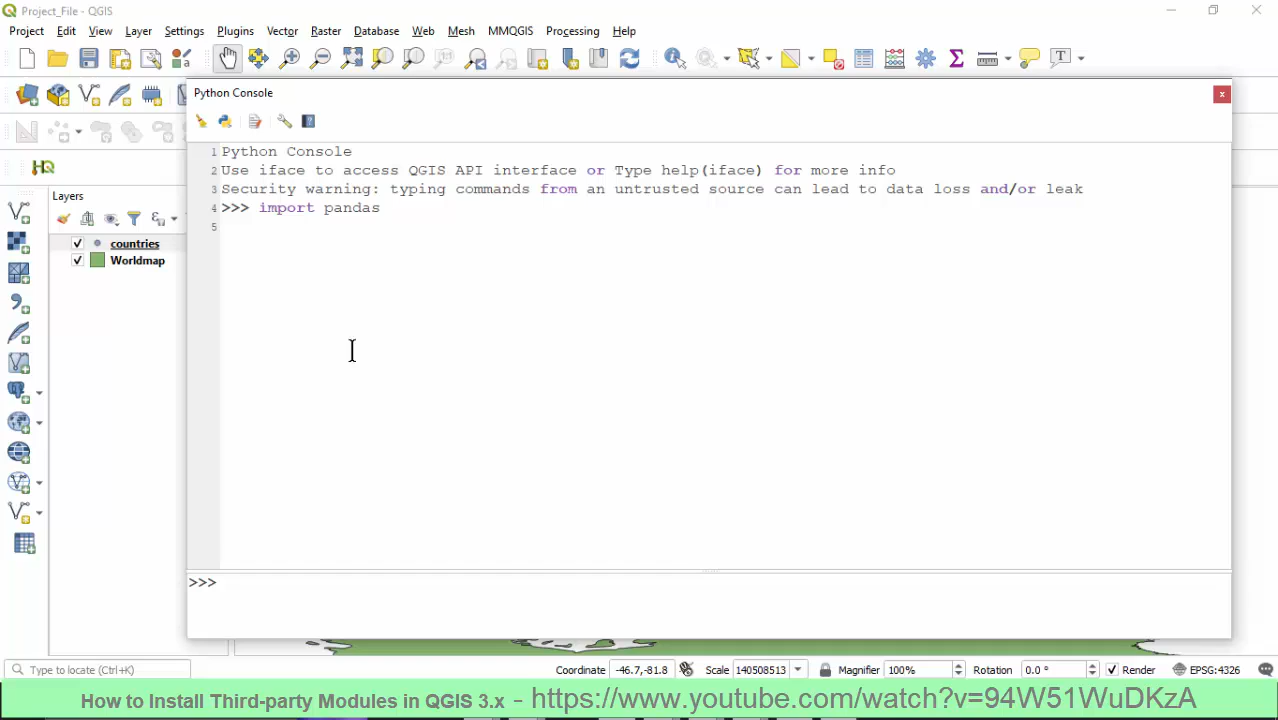 Project_File - QGIS
Project Edit View Layer Settings Plugins Vector Raster Database Web Mesh MMQGIS Processing Help
Python Console
Layers
countries
Worldmap
1 Python Console
2 Use iface to access QGIS API interface or Type help(iface) for more info
3 Security warning: typing commands from an untrusted source can lead to data loss and/or leak
4 >>> import pandas
5
>>>
Type to locate (Ctrl+K) Coordinate -46.7,-81.8 Scale 140508513 Magnifier 100% Rotation 0.0 ° Render EPSG:4326
How to Install Third-party Modules in QGIS 3.x - https://www.youtube.com/watch?v=94W51WuDKzA